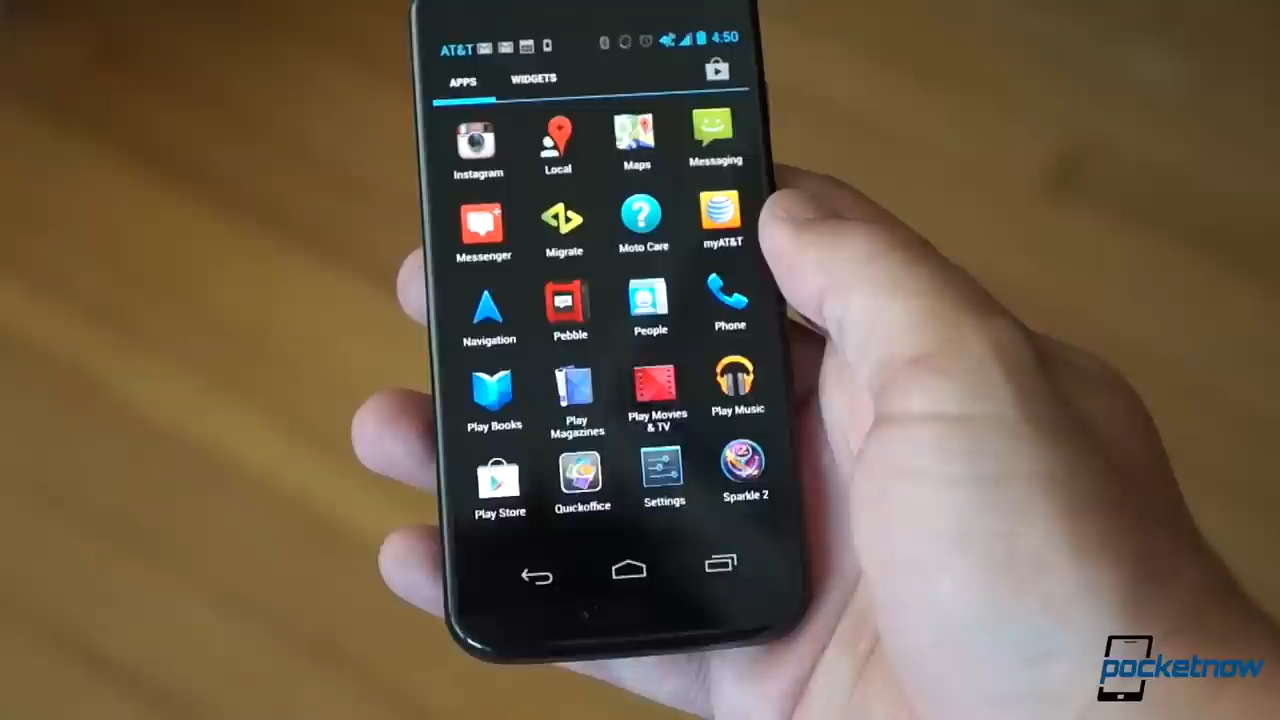 AT&T 4:50
APPS WIDGETS
Instagram Local Maps Messaging
Messenger Migrate Moto Care myAT&T
Navigation Pebble People Phone
Play Books Play Magazines Play Movies & TV Play Music
Play Store Quickoffice Settings Sparkle 2
pocketnow